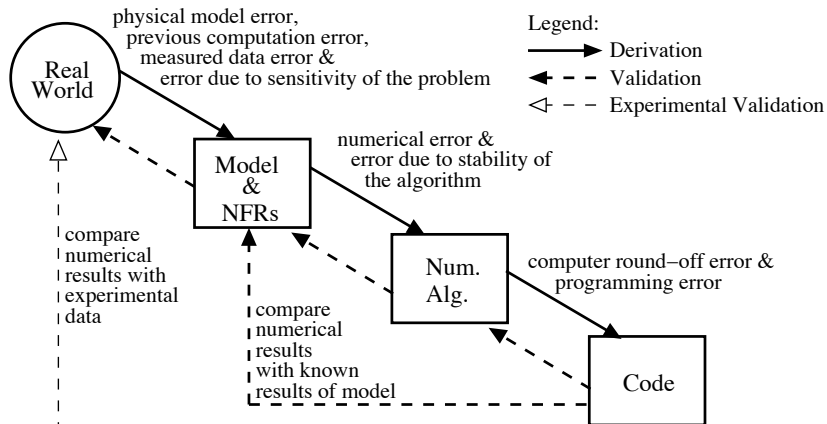 physical model error,
previous computation error,
measured data error &
error due to sensitivity of the problem
Legend:
Derivation
Validation
Experimental Validation
Real
World
Model
&
NFRs
numerical error &
error due to stability of
the algorithm
Num.
Alg.
computer round–off error &
programming error
Code
compare
numerical
results with
experimental
data
compare
numerical
results
with known
results of model